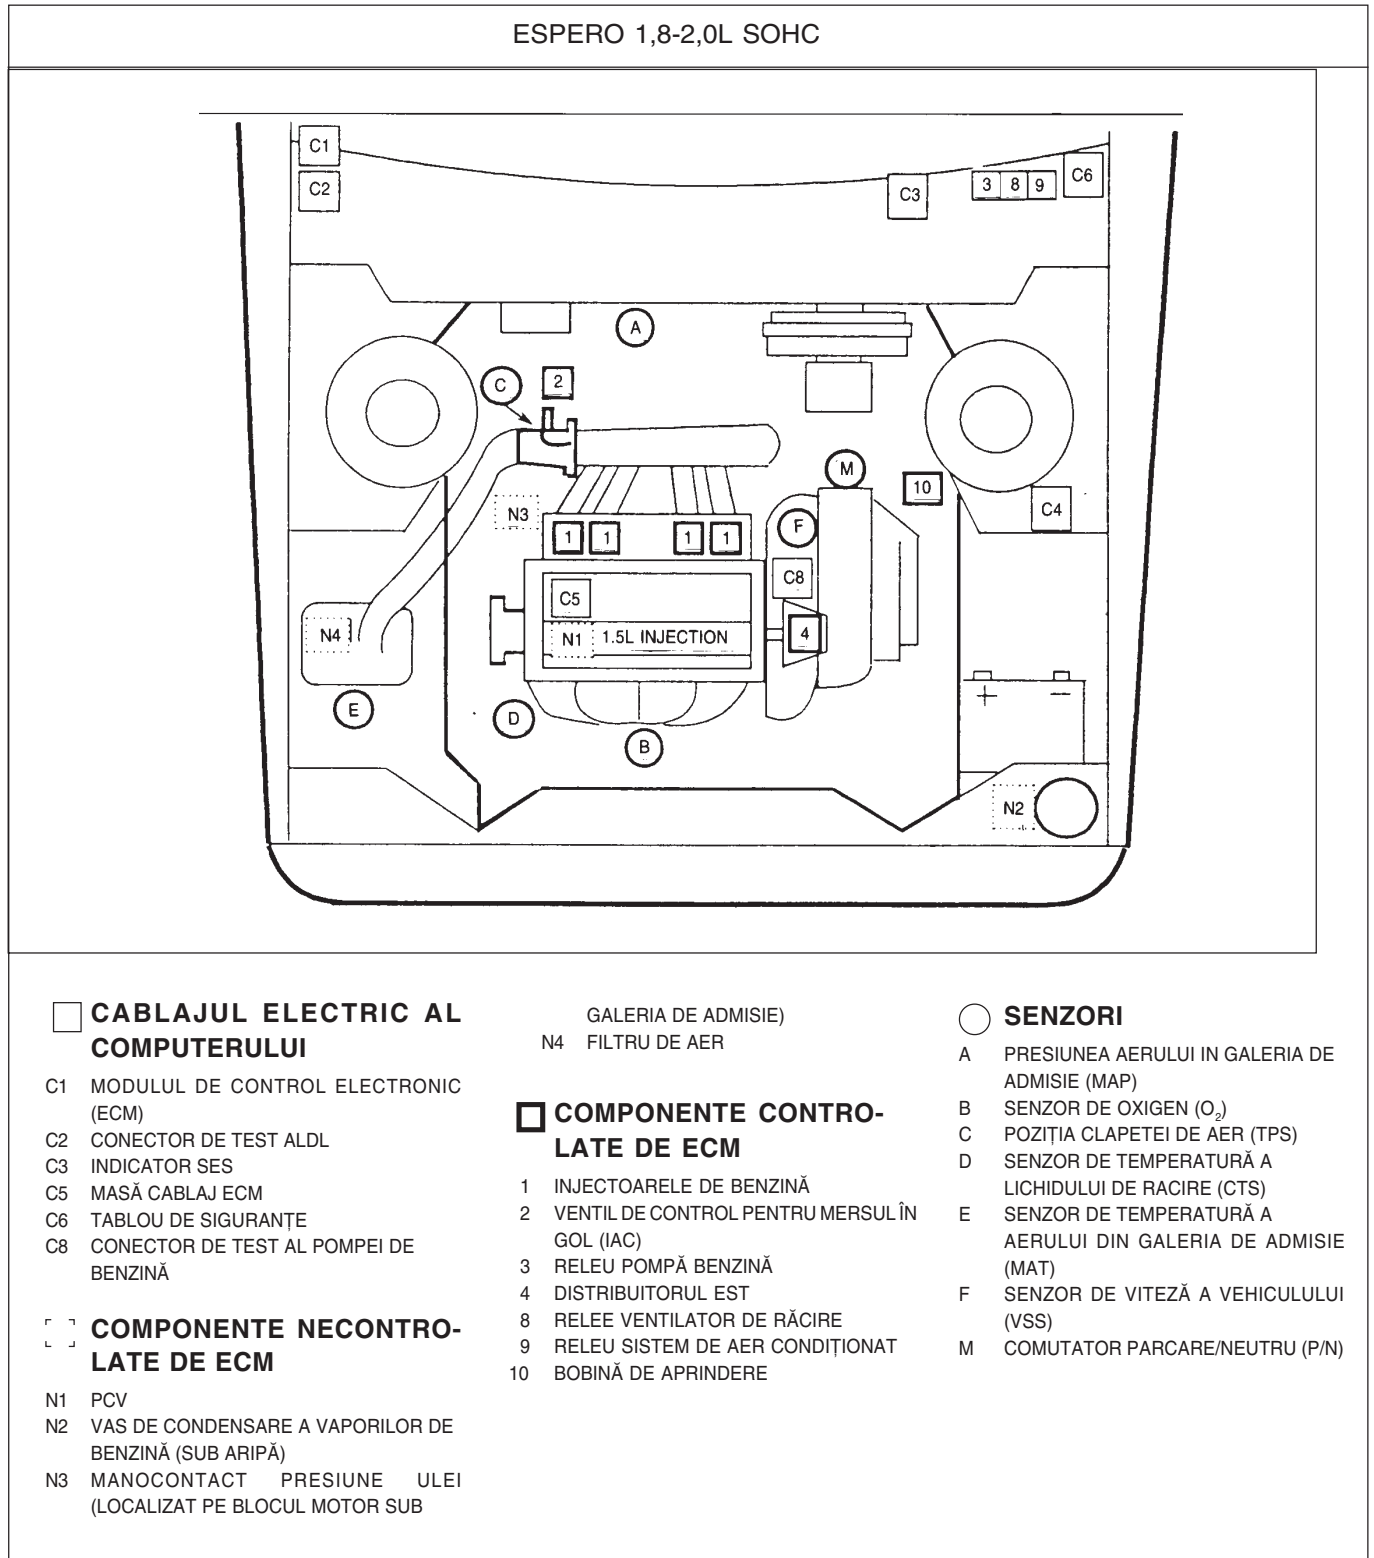 ESPERO 1,8-2,0L SOHC
C1
C2
C3
3 8 9
C6
A
C
2
M
10
N3
F
C4
1 1 1 1
C8
C5
N4
N1 1.5L INJECTION
4
E
D
B
+ −
N2
CABLAJUL ELECTRIC AL
COMPUTERULUI
C1 MODULUL DE CONTROL ELECTRONIC
(ECM)
C2 CONECTOR DE TEST ALDL
C3 INDICATOR SES
C5 MASĂ CABLAJ ECM
C6 TABLOU DE SIGURANȚE
C8 CONECTOR DE TEST AL POMPEI DE
BENZINĂ
COMPONENTE NECONTRO-
LATE DE ECM
N1 PCV
N2 VAS DE CONDENSARE A VAPORILOR DE
BENZINĂ (SUB ARIPĂ)
N3 MANOCONTACT PRESIUNE ULEI
(LOCALIZAT PE BLOCUL MOTOR SUB
GALERIA DE ADMISIE)
N4 FILTRU DE AER
COMPONENTE CONTRO-
LATE DE ECM
1 INJECTOARELE DE BENZINĂ
2 VENTIL DE CONTROL PENTRU MERSUL ÎN
GOL (IAC)
3 RELEU POMPĂ BENZINĂ
4 DISTRIBUITORUL EST
8 RELEE VENTILATOR DE RĂCIRE
9 RELEU SISTEM DE AER CONDIȚIONAT
10 BOBINĂ DE APRINDERE
SENZORI
A PRESIUNEA AERULUI IN GALERIA DE
ADMISIE (MAP)
B SENZOR DE OXIGEN (O₂)
C POZIȚIA CLAPETEI DE AER (TPS)
D SENZOR DE TEMPERATURĂ A
LICHIDULUI DE RACIRE (CTS)
E SENZOR DE TEMPERATURĂ A
AERULUI DIN GALERIA DE ADMISIE
(MAT)
F SENZOR DE VITEZĂ A VEHICULULUI
(VSS)
M COMUTATOR PARCARE/NEUTRU (P/N)